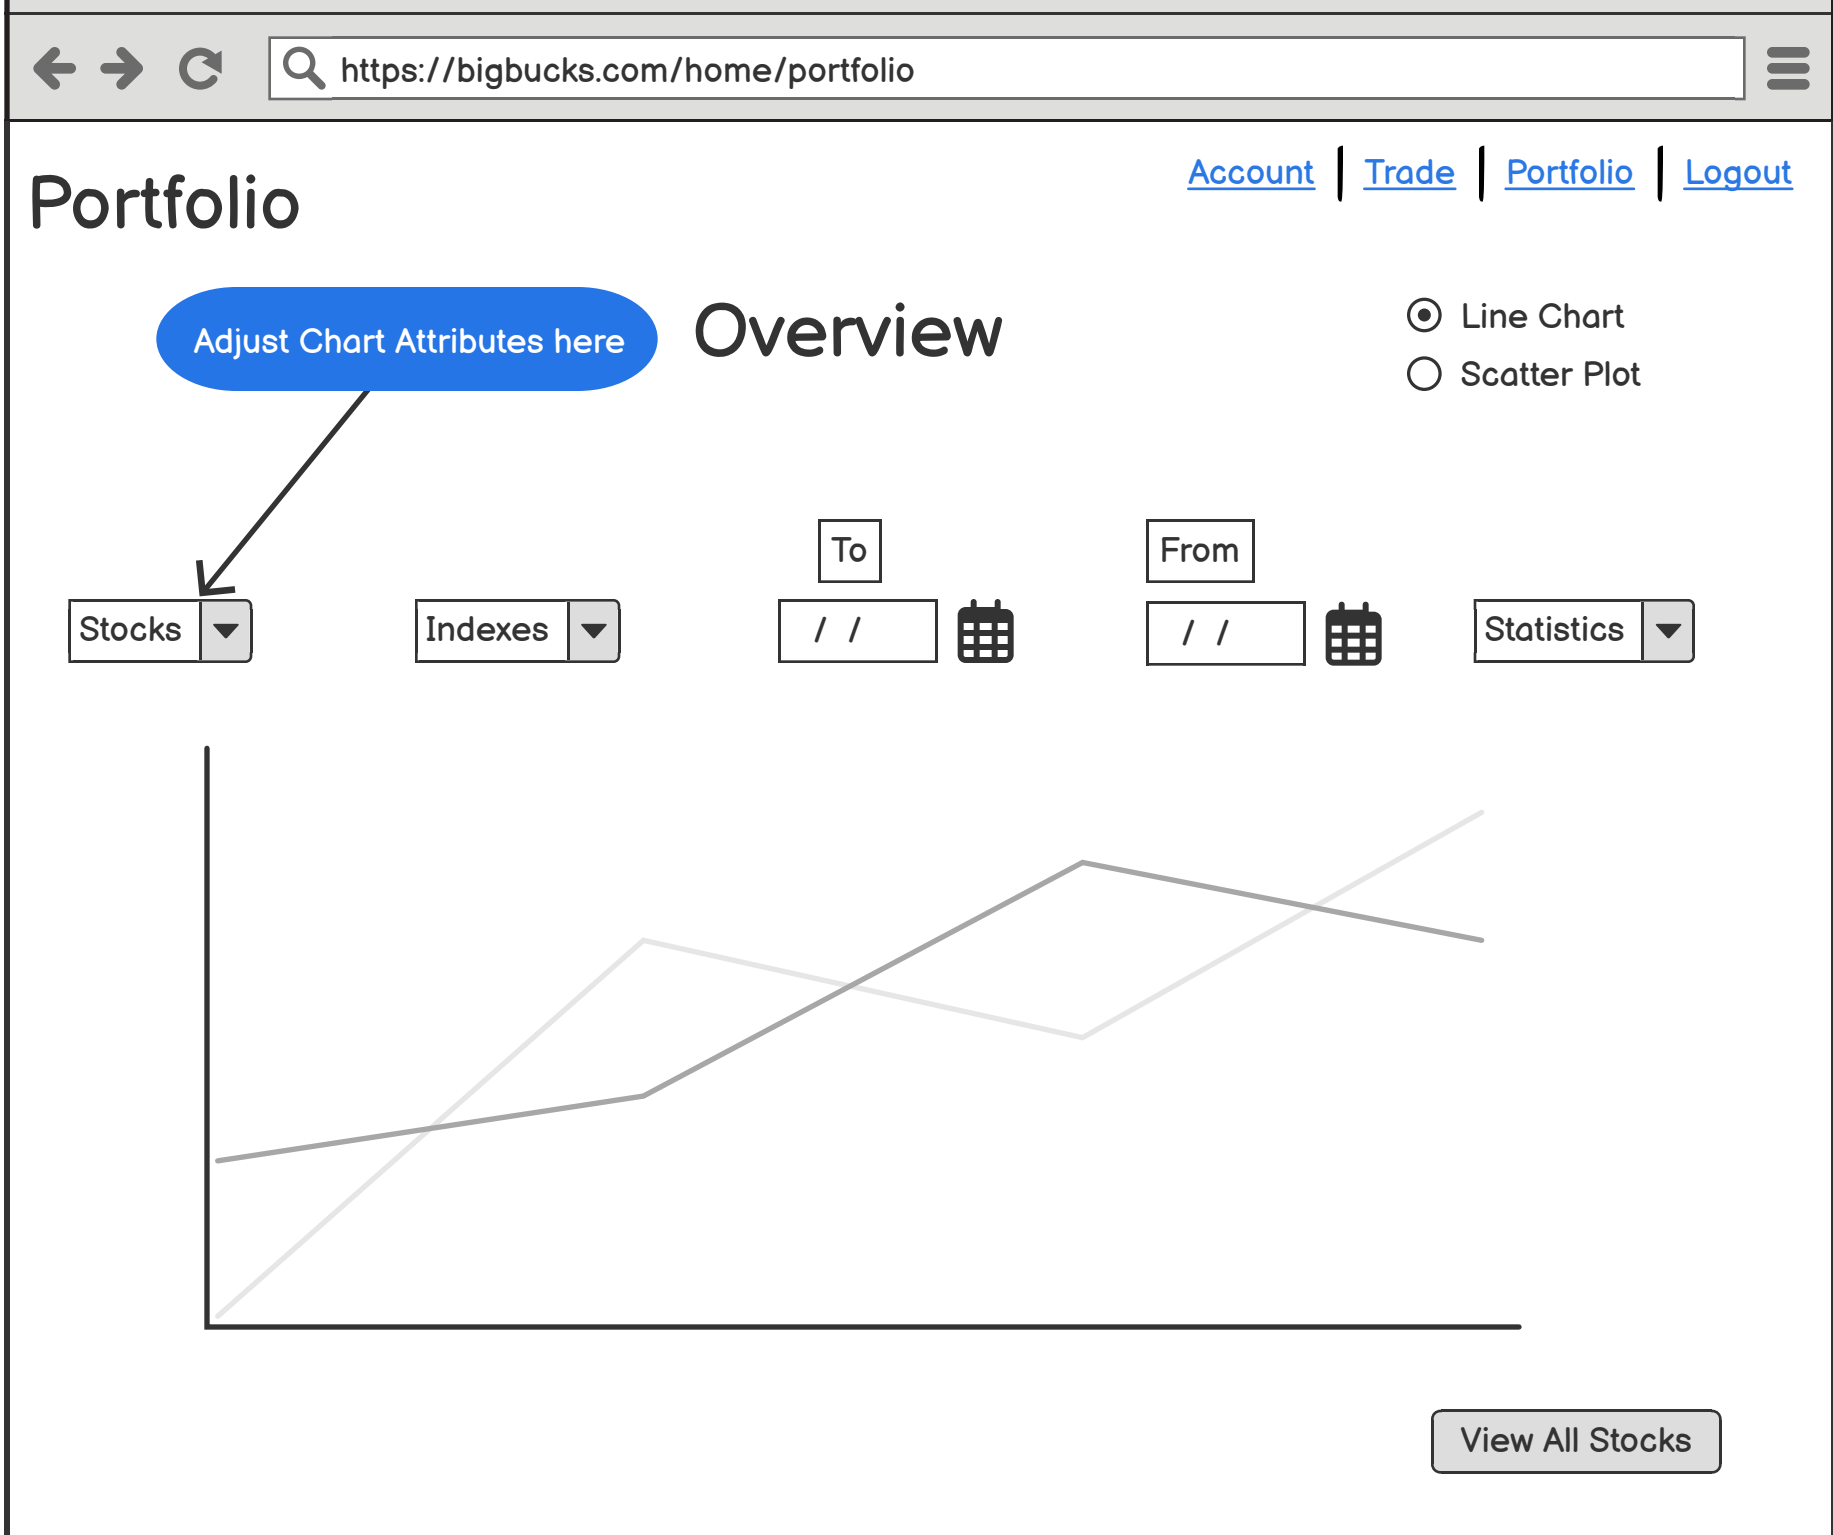 https://bigbucks.com/home/portfolio
Account Trade Portfolio Logout
Portfolio
Adjust Chart Attributes here
Overview
Line Chart
Scatter Plot
To
From
Stocks
Indexes
/ /
/ /
Statistics
View All Stocks